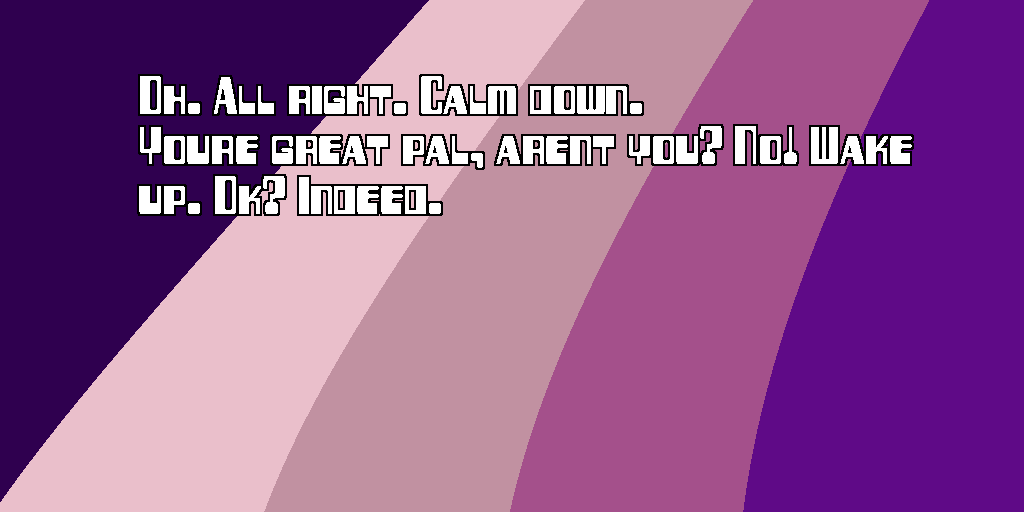 Oh. All right. Calm down.
Youre great pal, arent you? No! Wake
up. Ok? Indeed.